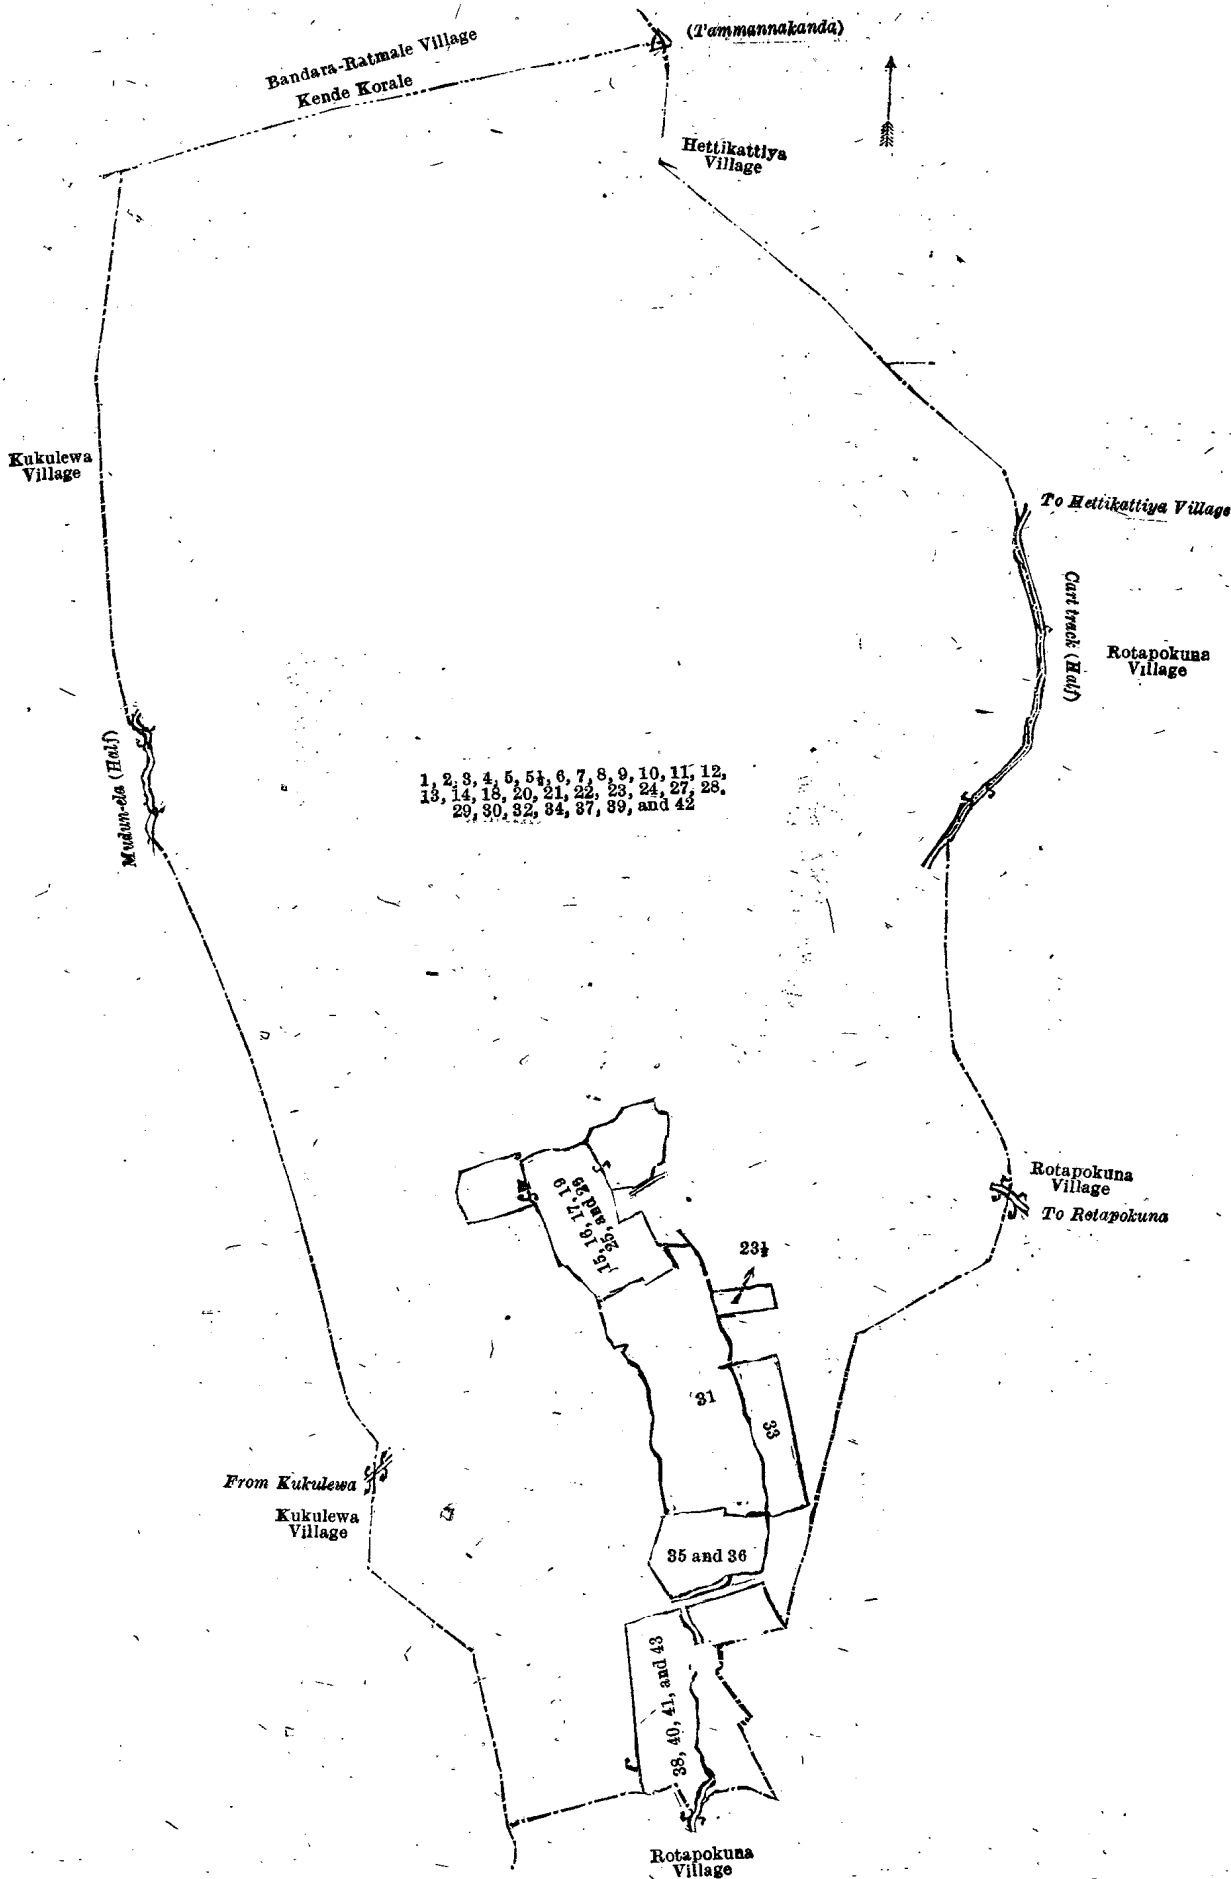 (Tammannakanda)
Bandara-Ratmale Village
Kende Korale
Hettikattiya
Village
Kukulewa
Village
To Hettikattiya Village
Cart track (Half)
Rotapokuna
Village
Mudun-ela (Half)
1, 2, 3, 4, 5, 5½, 6, 7, 8, 9, 10, 11, 12,
13, 14, 18, 20, 21, 22, 23, 24, 27, 28,
29, 30, 32, 34, 37, 39, and 42
15, 16, 17, 19
25, and 26
Rotapokuna
Village
To Rotapokuna
23½
31
33
From Kukulewa
Kukulewa
Village
35 and 36
38, 40, 41, and 43
Rotapokuna
Village